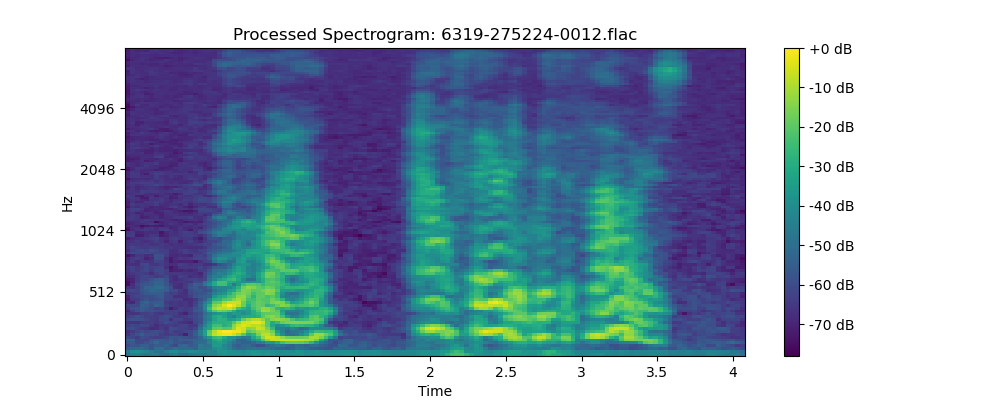 Processed Spectrogram: 6319-275224-0012.flac
+0 dB
-10 dB
-20 dB
-30 dB
-40 dB
-50 dB
-60 dB
-70 dB
4096
2048
1024
512
0
Hz
0 0.5 1 1.5 2 2.5 3 3.5 4
Time